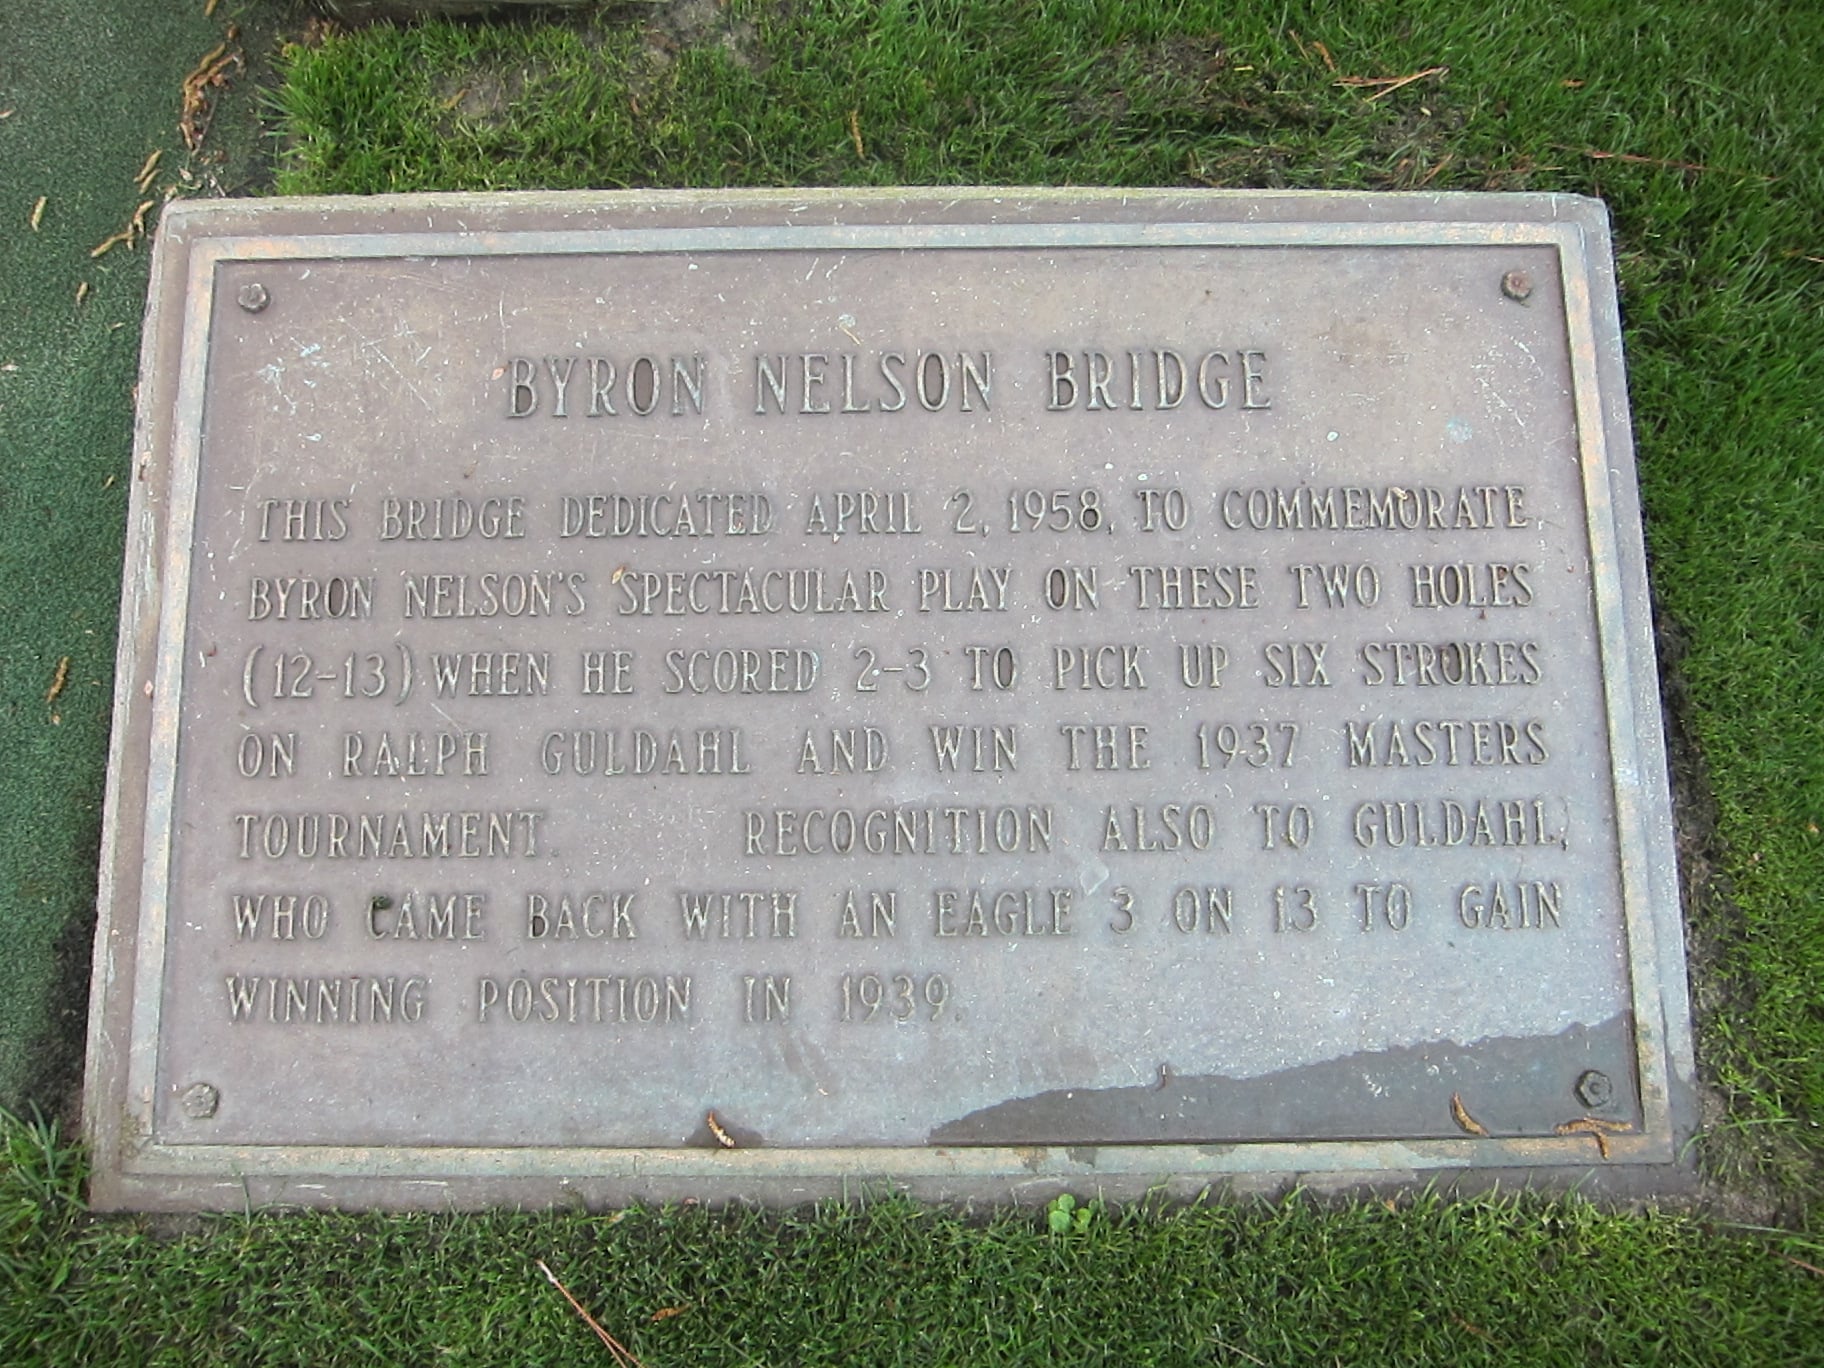 BYRON NELSON BRIDGE
THIS BRIDGE DEDICATED APRIL 2, 1958, TO COMMEMORATE,
BYRON NELSON'S SPECTACULAR PLAY ON THESE TWO HOLES
(12-13) WHEN HE SCORED 2-3 TO PICK UP SIX STROKES
ON RALPH GULDAHL AND WIN THE 1937 MASTERS
TOURNAMENT. RECOGNITION ALSO TO GULDAHL,
WHO CAME BACK WITH AN EAGLE 3 ON 13 TO GAIN
WINNING POSITION IN 1939.